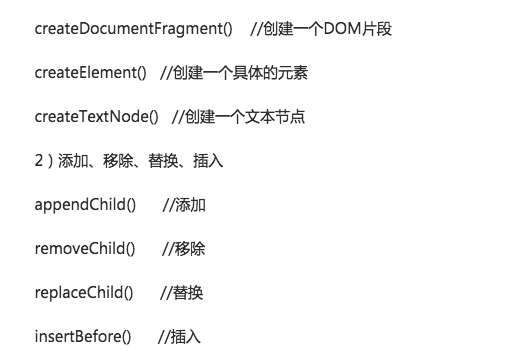 createDocumentFragment()    //创建一个DOM片段
createElement()   //创建一个具体的元素
createTextNode()   //创建一个文本节点
2）添加、移除、替换、插入
appendChild()      //添加
removeChild()      //移除
replaceChild()      //替换
insertBefore()      //插入